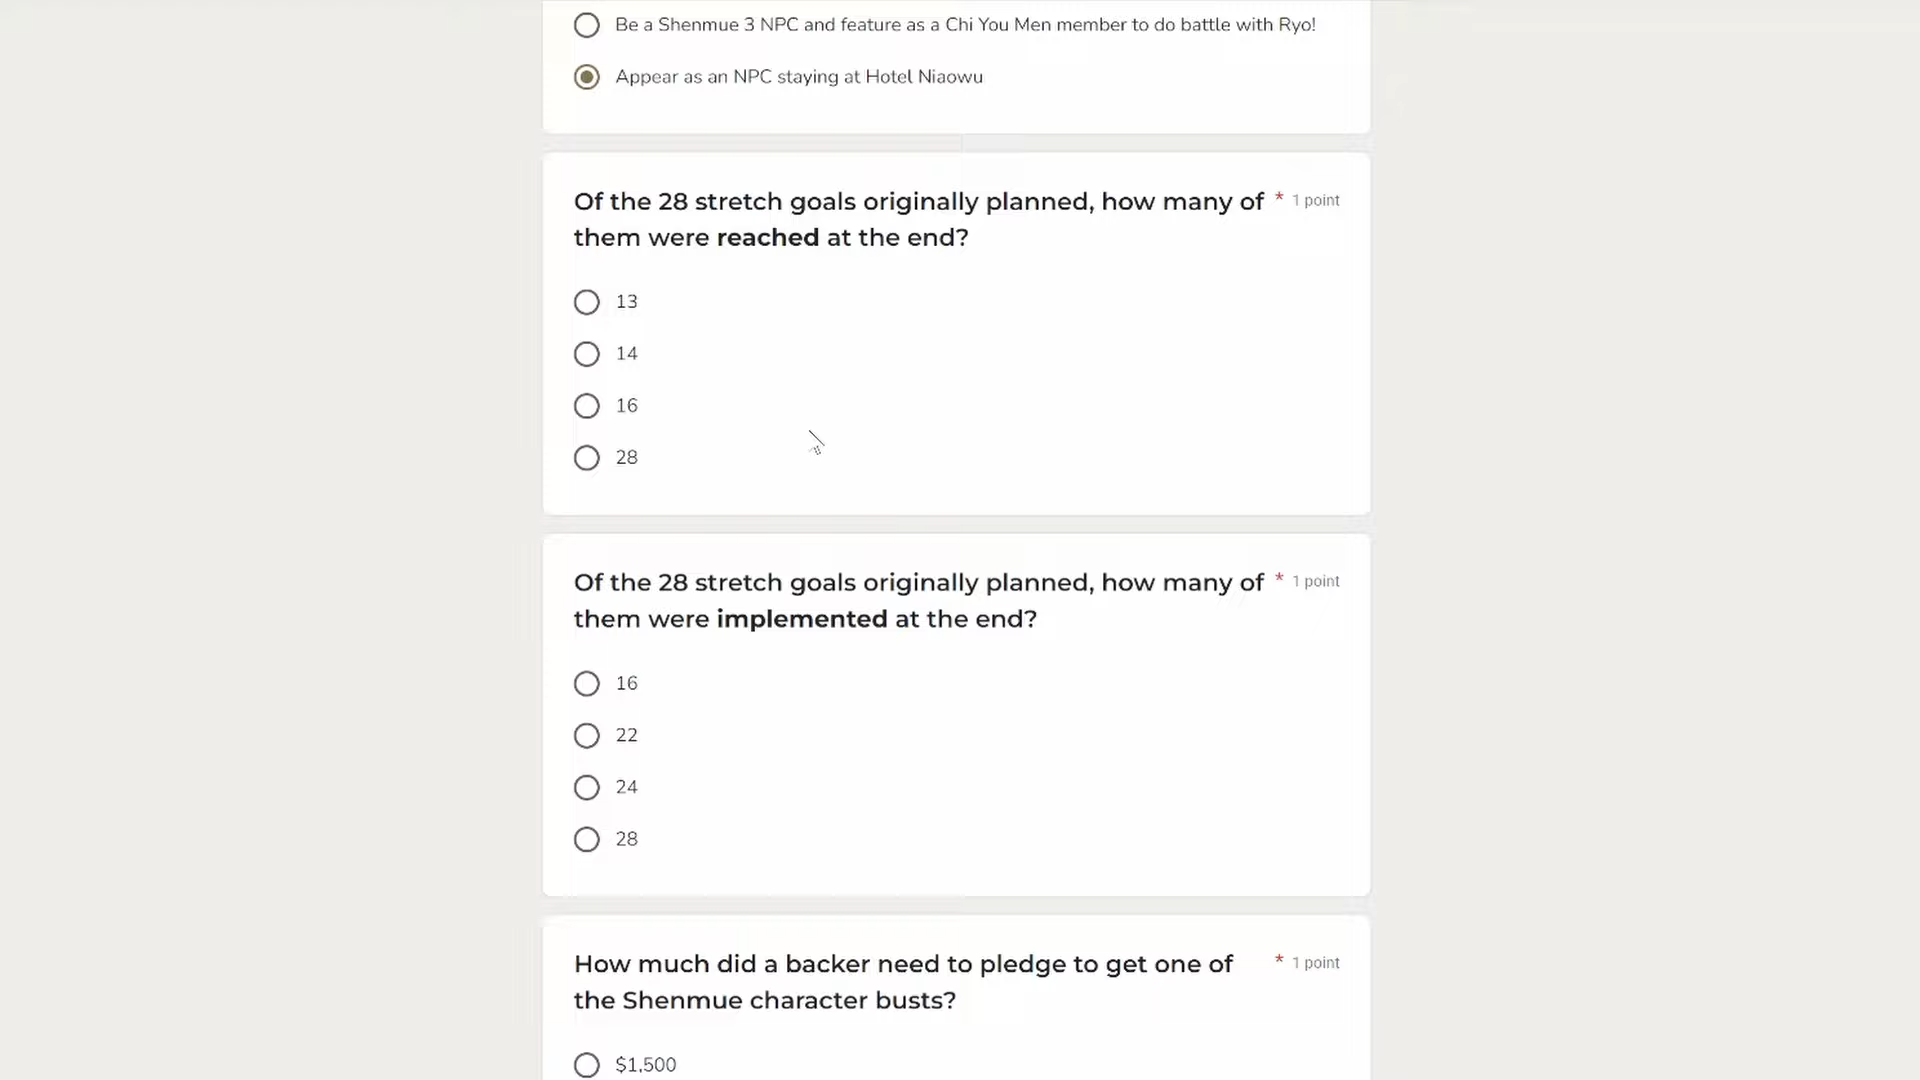 Be a Shenmue 3 NPC and feature as a Chi You Men member to do battle with Ryo!
Appear as an NPC staying at Hotel Niaowu
Of the 28 stretch goals originally planned, how many of * 1 point
them were reached at the end?
13
14
16
28
Of the 28 stretch goals originally planned, how many of * 1 point
them were implemented at the end?
16
22
24
28
How much did a backer need to pledge to get one of * 1 point
the Shenmue character busts?
$1,500